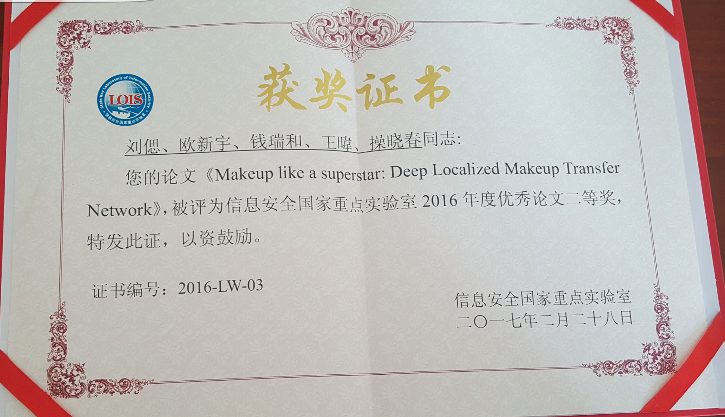 获奖证书
LOIS
刘偲、欧新宇、钱瑞和、王暐、操晓春同志:
您的论文《Makeup like a superstar: Deep Localized Makeup Transfer
Network》,被评为信息安全国家重点实验室 2016 年度优秀论文二等奖,
特发此证，以资鼓励。
证书编号：2016-LW-03
信息安全国家重点实验室
二〇一七年二月二十八日